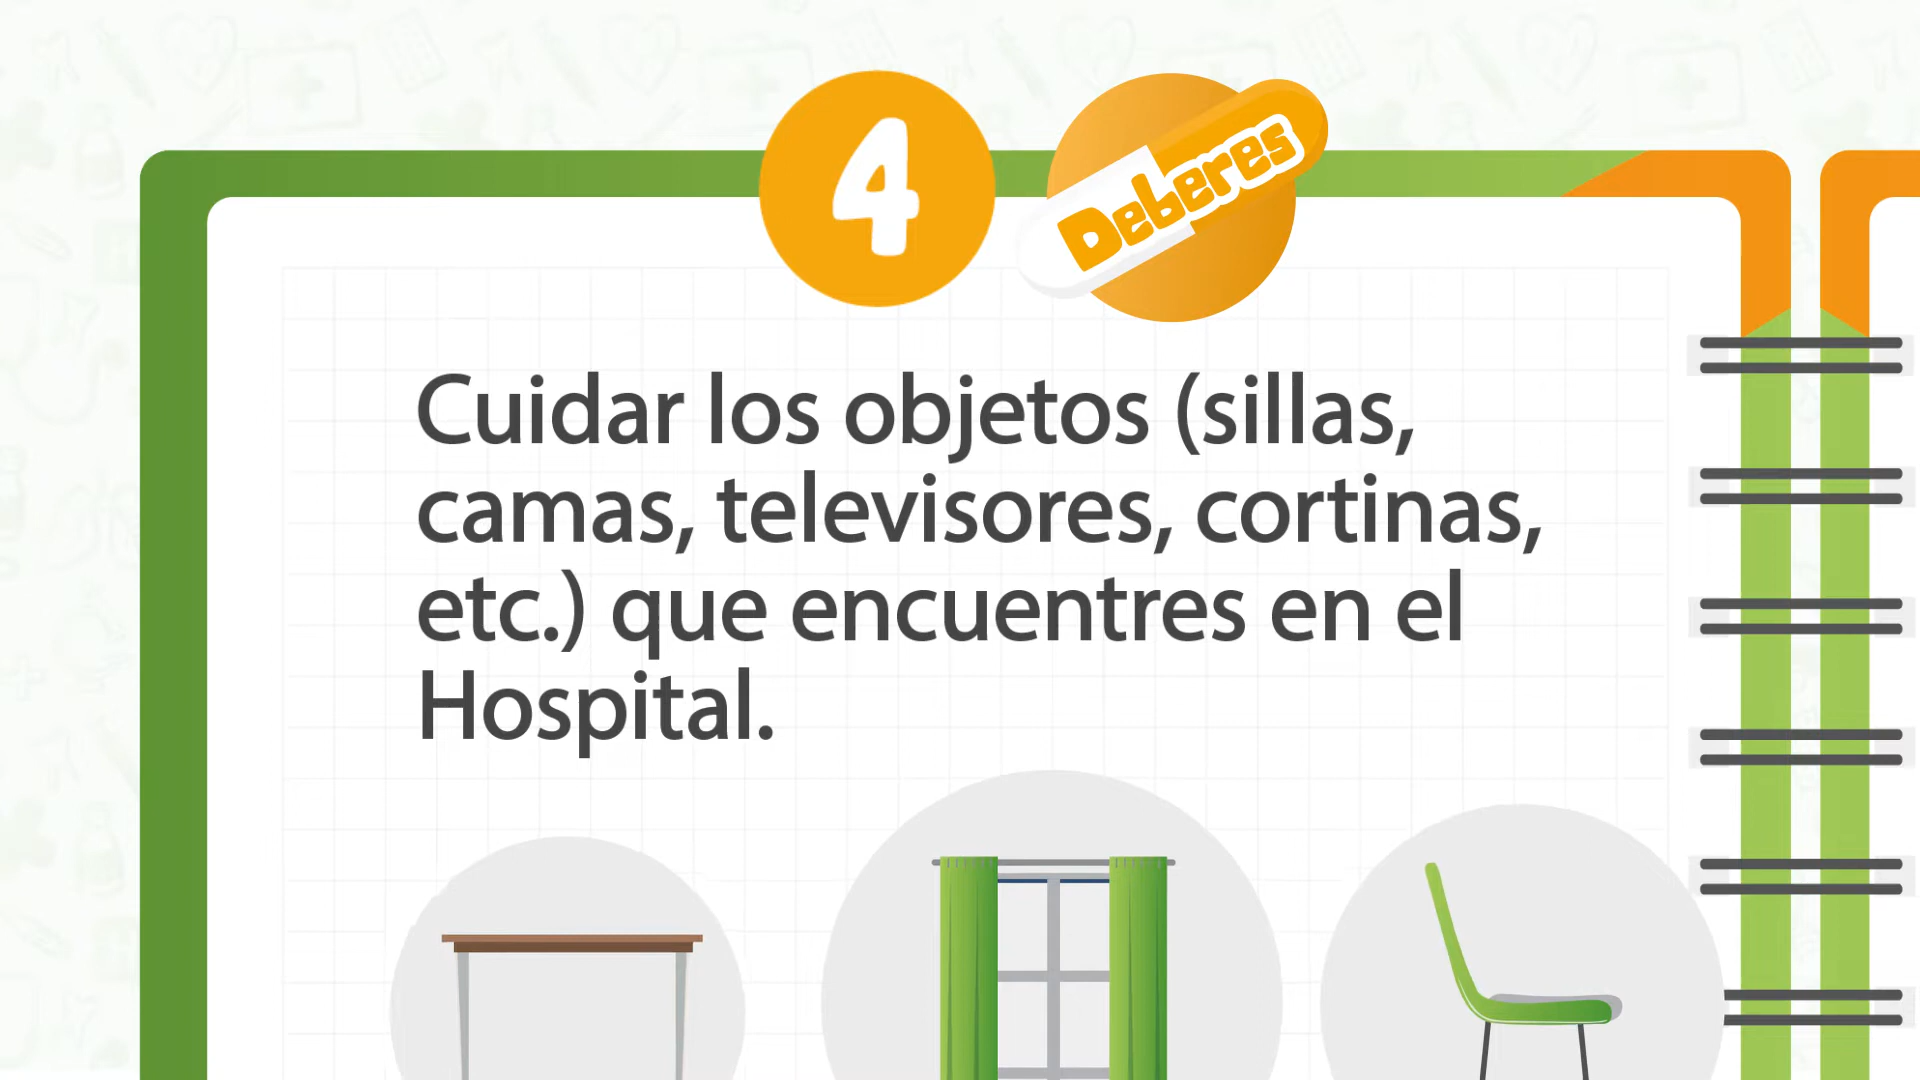 4
Deberes
Cuidar los objetos (sillas,
camas, televisores, cortinas,
etc.) que encuentres en el
Hospital.